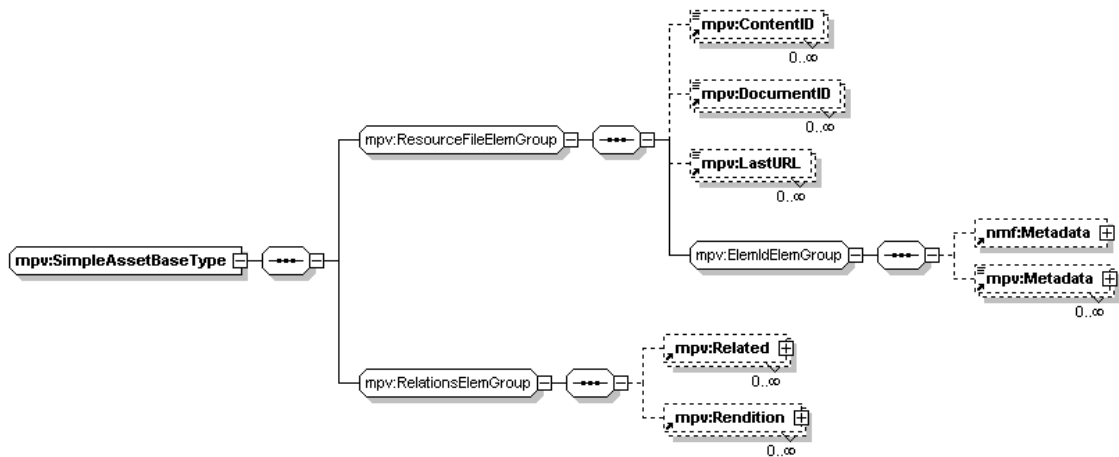 mpv:ContentID
0..∞
mpv:DocumentID
0..∞
mpv:ResourceFileElemGroup
mpv:LastURL
0..∞
nmf:Metadata
mpv:SimpleAssetBaseType
mpv:ElemIdElemGroup
mpv:Metadata
0..∞
mpv:Related
0..∞
mpv:RelationsElemGroup
mpv:Rendition
0..∞